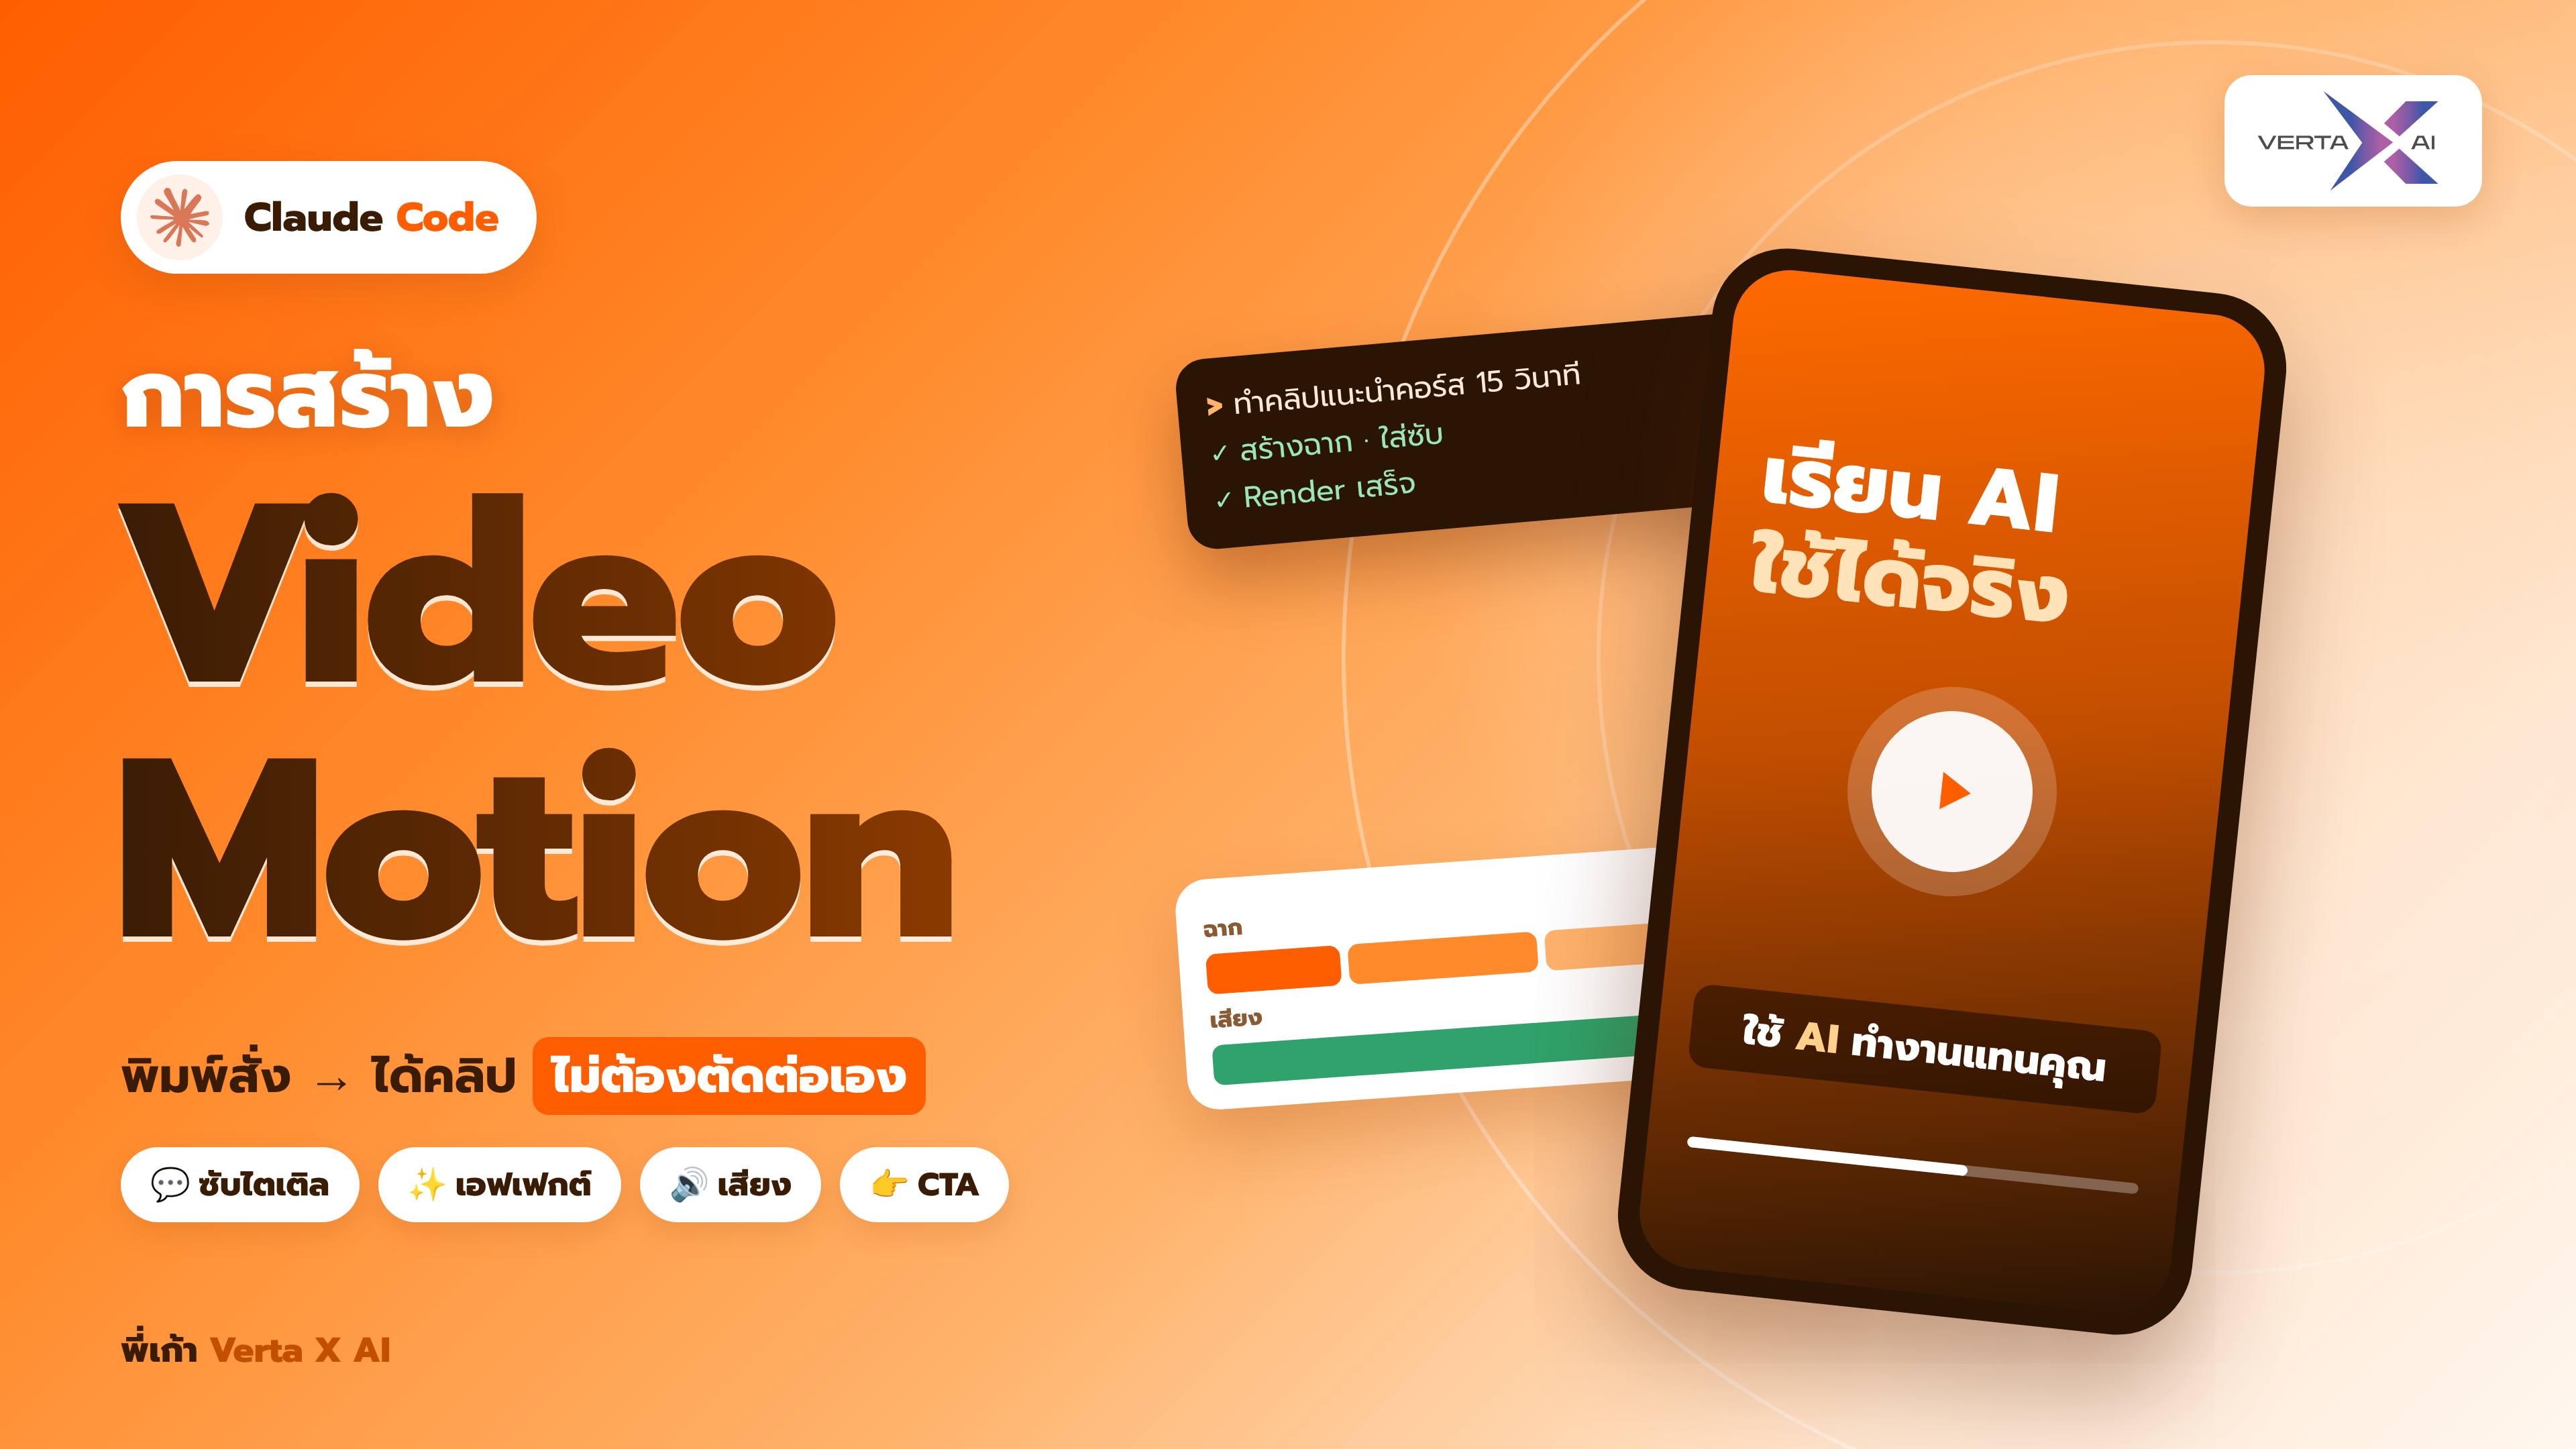 Claude Code
การสร้าง
Video
Motion
พิมพ์สั่ง → ได้คลิป ไม่ต้องตัดต่อเอง
💬 ซับไตเติล ✨ เอฟเฟกต์ 🔊 เสียง 👉 CTA
พี่เก้า Verta X AI
> ทำคลิปแนะนำคอร์ส 15 วินาที
✓ สร้างฉาก · ใส่ซับ
✓ Render เสร็จ
ฉาก
เสียง
VERTA X AI
เรียน AI
ใช้ได้จริง
ใช้ AI ทำงานแทนคุณ